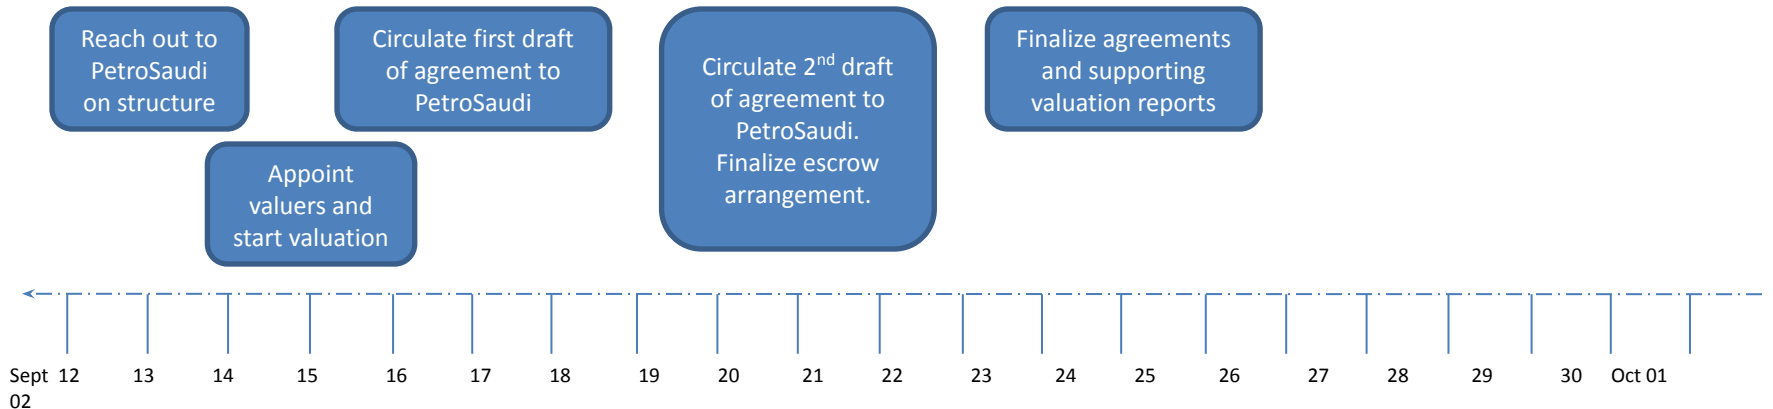 Reach out to
PetroSaudi
on structure
Appoint
valuers and
start valuation
Circulate first draft
of agreement to
PetroSaudi
Circulate 2nd draft
of agreement to
PetroSaudi.
Finalize escrow
arrangement.
Finalize agreements
and supporting
valuation reports
Sept 12 13 14 15 16 17 18 19 20 21 22 23 24 25 26 27 28 29 30 Oct 01
02